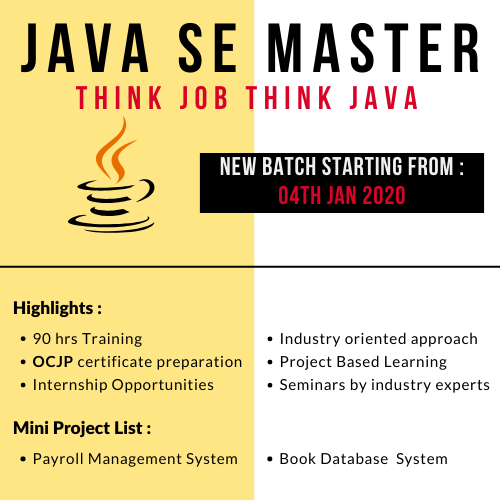 JAVA SE MASTER
THINK JOB THINK JAVA
NEW BATCH STARTING FROM :
04TH JAN 2020
Highlights :
• 90 hrs Training
• OCJP certificate preparation
• Internship Opportunities
• Industry oriented approach
• Project Based Learning
• Seminars by industry experts
Mini Project List :
• Payroll Management System
• Book Database System